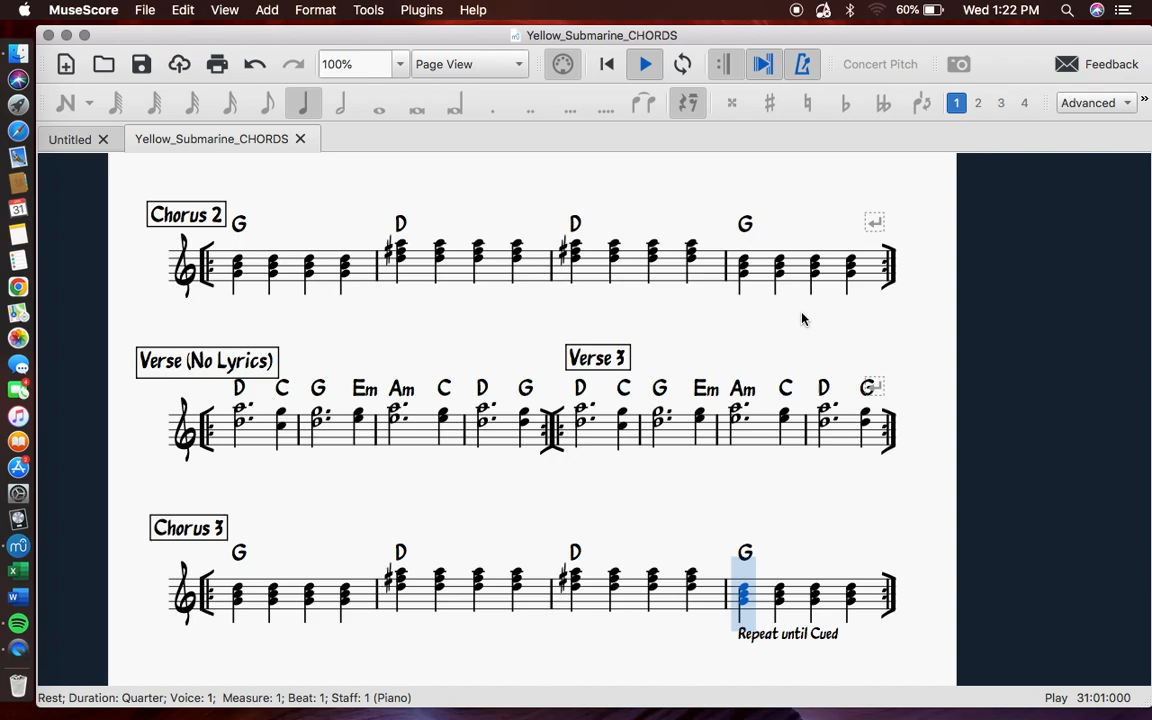 MuseScore File Edit View Add Format Tools Plugins Help 60% Wed 1:22 PM
Yellow_Submarine_CHORDS
100% Page View Concert Pitch Feedback
1 2 3 4 Advanced
Untitled Yellow_Submarine_CHORDS
Chorus 2
G D D G
Verse (No Lyrics) Verse 3
D C G Em Am C D G D C G Em Am C D G
Chorus 3
G D D G
Repeat until Cued
Rest; Duration: Quarter; Voice: 1; Measure: 1; Beat: 1; Staff: 1 (Piano) Play 31:01:000